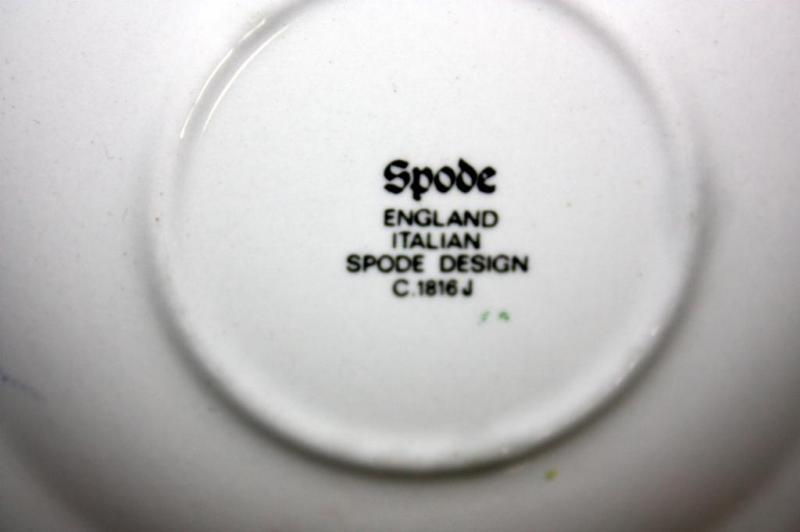 Spode
ENGLAND
ITALIAN
SPODE DESIGN
C.1816 J